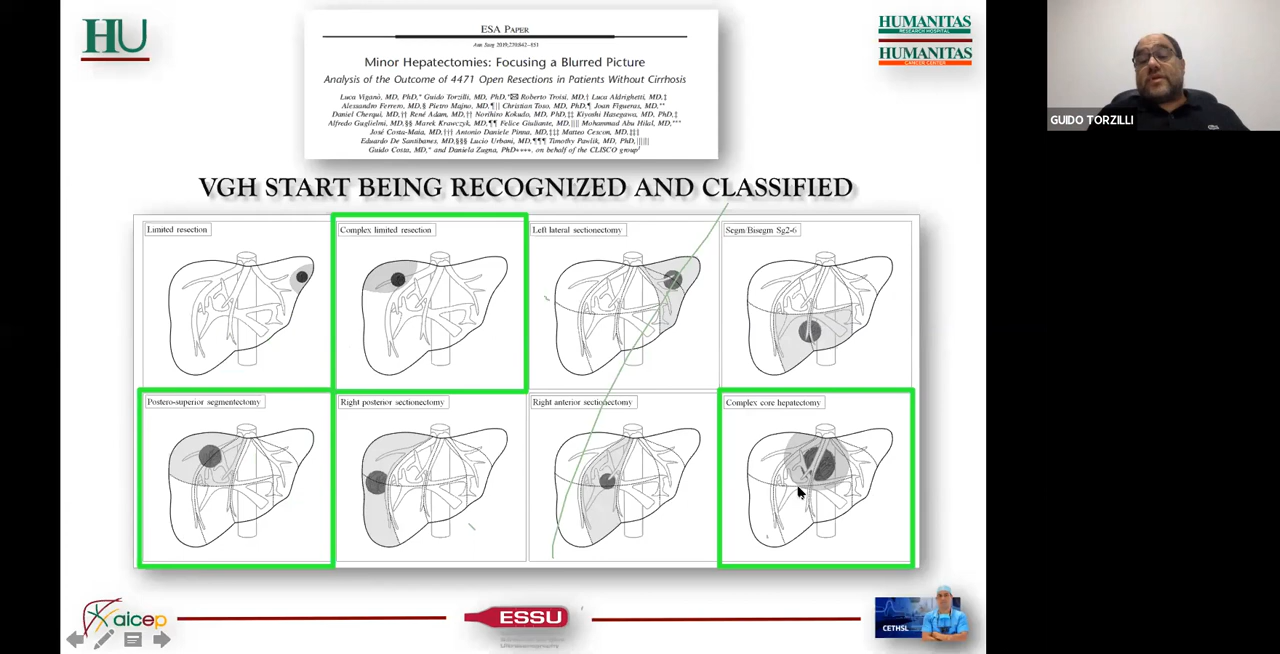 HU
ESA PAPER
Ann Surg 2019;270:842–851
Minor Hepatectomies: Focusing a Blurred Picture
Analysis of the Outcome of 4471 Open Resections in Patients Without Cirrhosis
Luca Viganò, MD, PhD,* Guido Torzilli, MD, PhD,* Roberto Troisi, MD,† Luca Aldrighetti, MD,‡
Alessandro Ferrero, MD,§ Pietro Majno, MD,¶|| Christian Toso, MD, PhD,¶ Joan Figueras, MD,**
Daniel Cherqui, MD,†† René Adam, MD,†† Norihiro Kokudo, MD, PhD,‡‡ Kiyoshi Hasegawa, MD, PhD,‡‡
Alfredo Guglielmi, MD,§§ Marek Krawczyk, MD,¶¶ Felice Giuliante, MD,|||| Mohammad Abu Hilal, MD,***
José Costa-Maia, MD,††† Antonio Daniele Pinna, MD,‡‡‡ Matteo Cescon, MD,‡‡‡
Eduardo De Santibanes, MD,§§§ Lucio Urbani, MD,¶¶¶ Timothy Pawlik, MD, PhD,||||||
Guido Costa, MD,* and Daniela Zugna, PhD****, on behalf of the CLISCO group
HUMANITAS
RESEARCH HOSPITAL
HUMANITAS
CANCER CENTER
GUIDO TORZILLI
VGH START BEING RECOGNIZED AND CLASSIFIED
Limited resection
Complex limited resection
Left lateral sectionectomy
Segm/Bisegm Sg2-6
Postero-superior segmentectomy
Right posterior sectionectomy
Right anterior sectionectomy
Complex core hepatectomy
aicep
ESSU
CETHSL